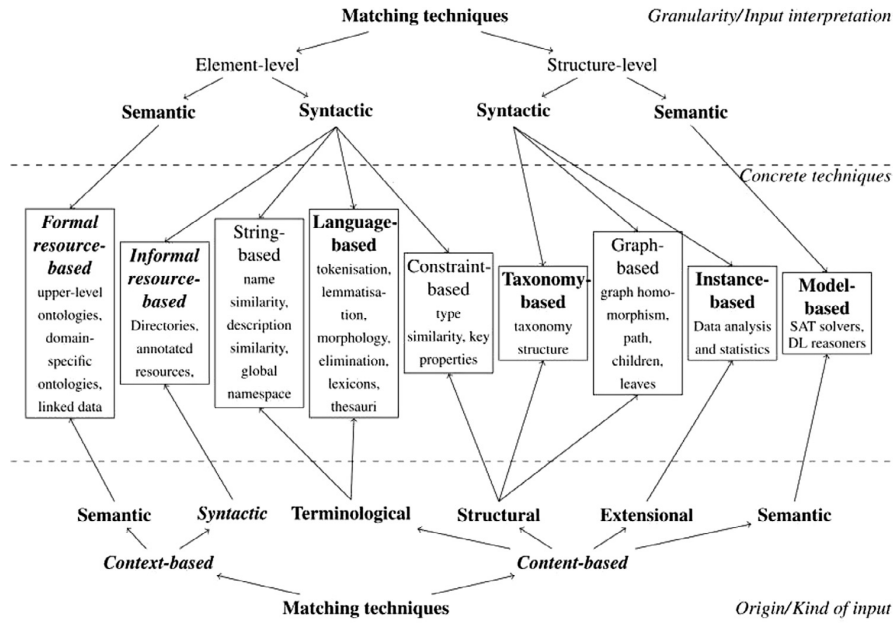 Matching techniques
Granularity/Input interpretation
Element-level
Structure-level
Semantic
Syntactic
Syntactic
Semantic
Concrete techniques
Formal
resource-
based
upper-level
ontologies,
domain-
specific
ontologies,
linked data
Informal
resource-
based
Directories,
annotated
resources,
String-
based
name
similarity,
description
similarity,
global
namespace
Language-
based
tokenisation,
lemmatisa-
tion,
morphology,
elimination,
lexicons,
thesauri
Constraint-
based
type
similarity, key
properties
Taxonomy-
based
taxonomy
structure
Graph-
based
graph homo-
morphism,
path,
children,
leaves
Instance-
based
Data analysis
and statistics
Model-
based
SAT solvers,
DL reasoners
Semantic
Syntactic
Terminological
Structural
Extensional
Semantic
Context-based
Content-based
Matching techniques
Origin/Kind of input